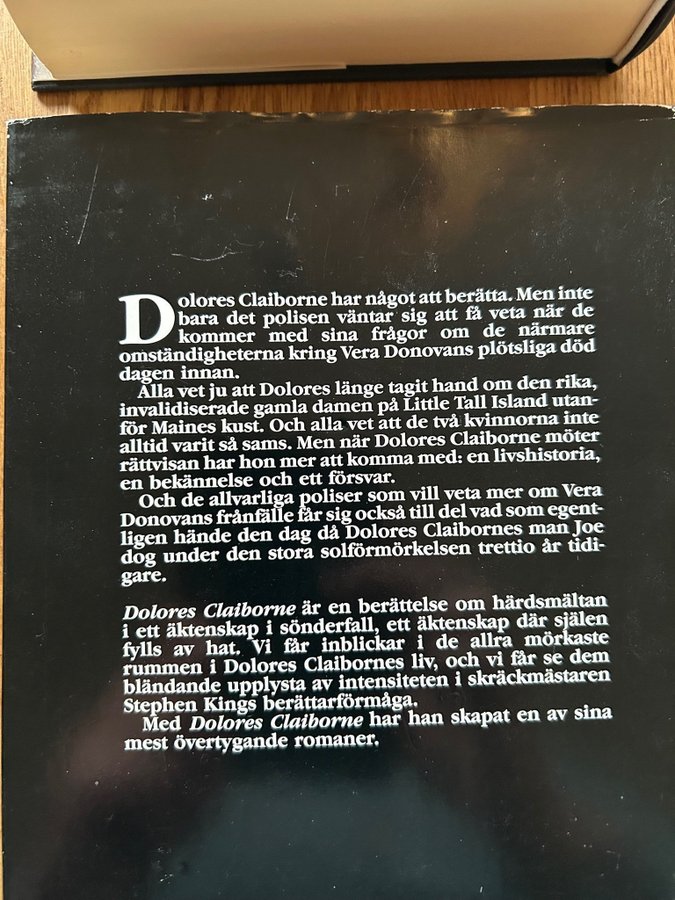 Dolores Claiborne har något att berätta. Men inte
bara det polisen väntar sig att få veta när de
kommer med sina frågor om de närmare
omständigheterna kring Vera Donovans plötsliga död
dagen innan.
Alla vet ju att Dolores länge tagit hand om den rika,
invalidiserade gamla damen på Little Tall Island utan-
för Maines kust. Och alla vet att de två kvinnorna inte
alltid varit så sams. Men när Dolores Claiborne möter
rättvisan har hon mer att komma med: en livshistoria,
en bekännelse och ett försvar.
Och de allvarliga poliser som vill veta mer om Vera
Donovans frånfälle får sig också till del vad som egent-
ligen hände den dag då Dolores Claibornes man Joe
dog under den stora solförmörkelsen trettio år tidi-
gare.
Dolores Claiborne är en berättelse om härdsmältan
i ett äktenskap i sönderfall, ett äktenskap där själen
fylls av hat. Vi får inblickar i de allra mörkaste
rummen i Dolores Claibornes liv, och vi får se dem
bländande upplysta av intensiteten i skräckmästaren
Stephen Kings berättarförmåga.
Med Dolores Claiborne har han skapat en av sina
mest övertygande romaner.